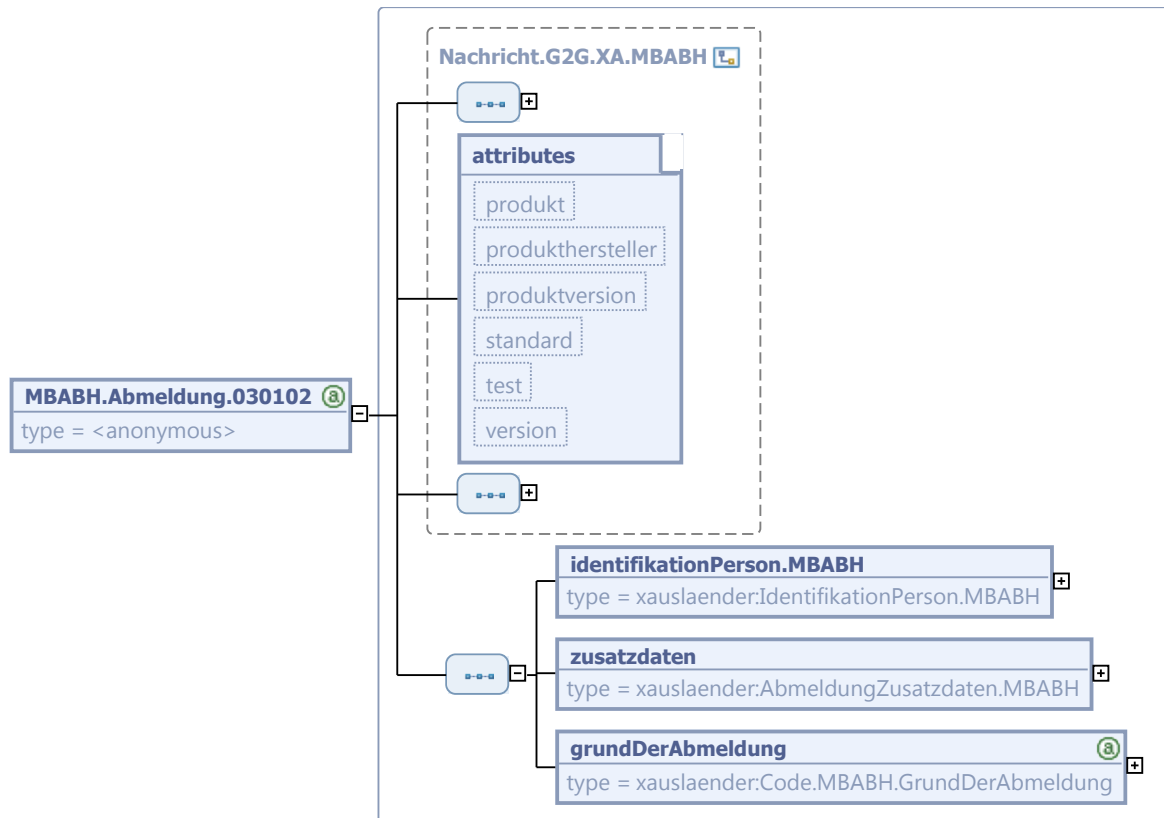 Nachricht.G2G.XA.MBABH
attributes
produkt
produkthersteller
produktversion
standard
test
version
MBABH.Abmeldung.030102
type = <anonymous>
identifikationPerson.MBABH
type = xauslaender:IdentifikationPerson.MBABH
zusatzdaten
type = xauslaender:AbmeldungZusatzdaten.MBABH
grundDerAbmeldung
type = xauslaender:Code.MBABH.GrundDerAbmeldung